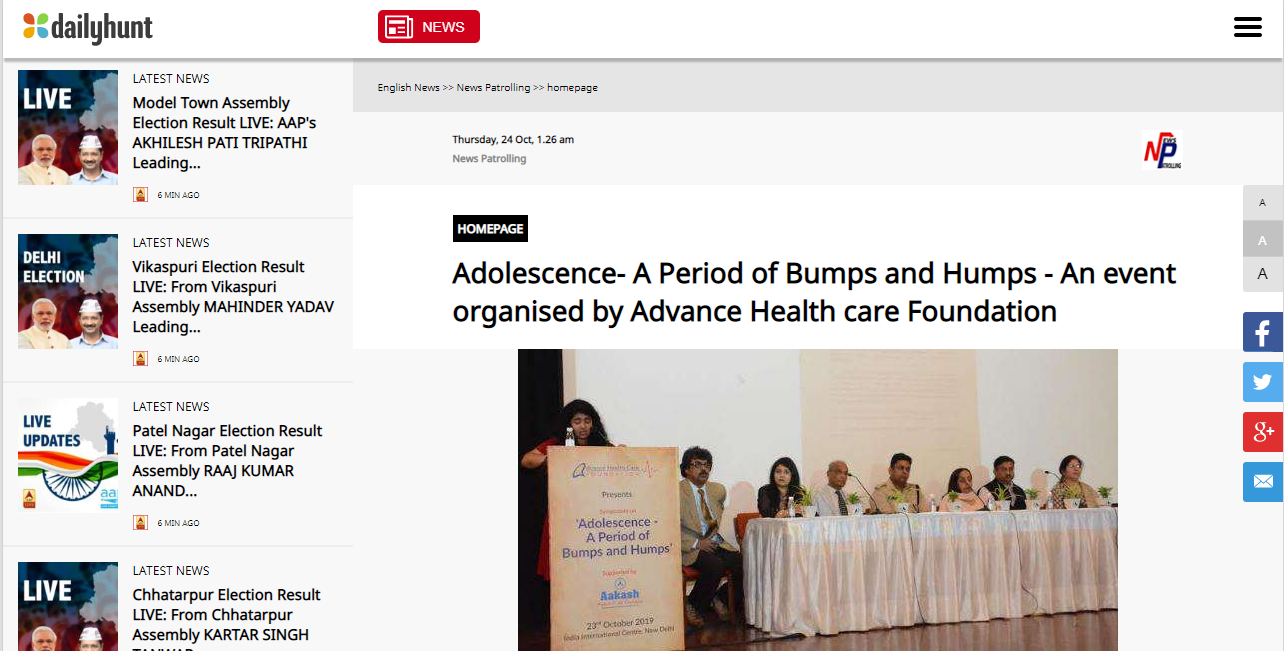 dailyhunt
NEWS
LIVE
LATEST NEWS
Model Town Assembly
Election Result LIVE: AAP's
AKHILESH PATI TRIPATHI
Leading...
6 MIN AGO
DELHI
ELECTION
LATEST NEWS
Vikaspuri Election Result
LIVE: From Vikaspuri
Assembly MAHINDER YADAV
Leading...
6 MIN AGO
LIVE
UPDATES
LATEST NEWS
Patel Nagar Election Result
LIVE: From Patel Nagar
Assembly RAAJ KUMAR
ANAND...
6 MIN AGO
LIVE
LATEST NEWS
Chhatarpur Election Result
LIVE: From Chhatarpur
Assembly KARTAR SINGH
TANWAR
English News >> News Patrolling >> homepage
Thursday, 24 Oct, 1.26 am
News Patrolling
NEWS
NP
PATROLLING
HOMEPAGE
Adolescence- A Period of Bumps and Humps - An event
organised by Advance Health care Foundation
Advance Health Care
FOUNDATION
Presents
Symposium on
'Adolescence -
A Period of
Bumps and Humps'
Supported by
Aakash
23rd October 2019
India International Centre, New Delhi
A
A
A
f
g+